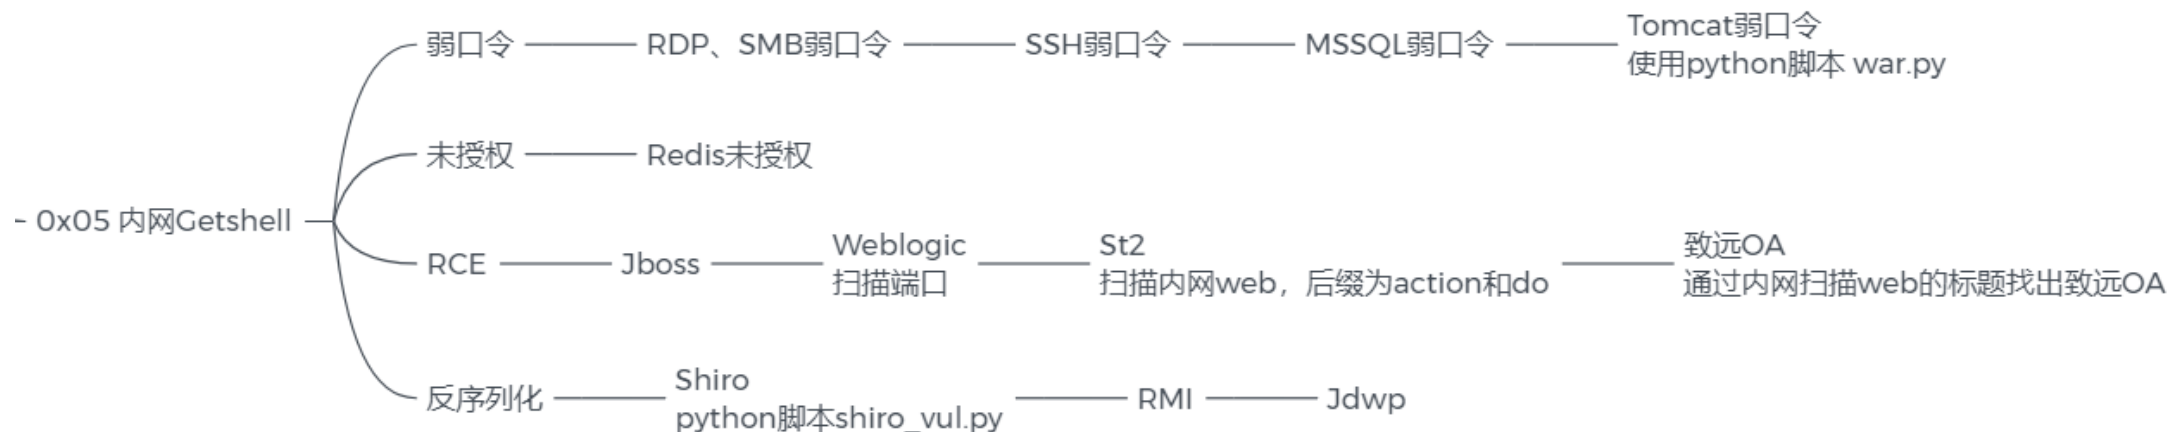 0x05 内网Getshell
弱口令
RDP、SMB弱口令
SSH弱口令
MSSQL弱口令
Tomcat弱口令
使用python脚本 war.py
未授权
Redis未授权
RCE
Jboss
Weblogic
扫描端口
St2
扫描内网web，后缀为action和do
致远OA
通过内网扫描web的标题找出致远OA
反序列化
Shiro
python脚本shiro_vul.py
RMI
Jdwp